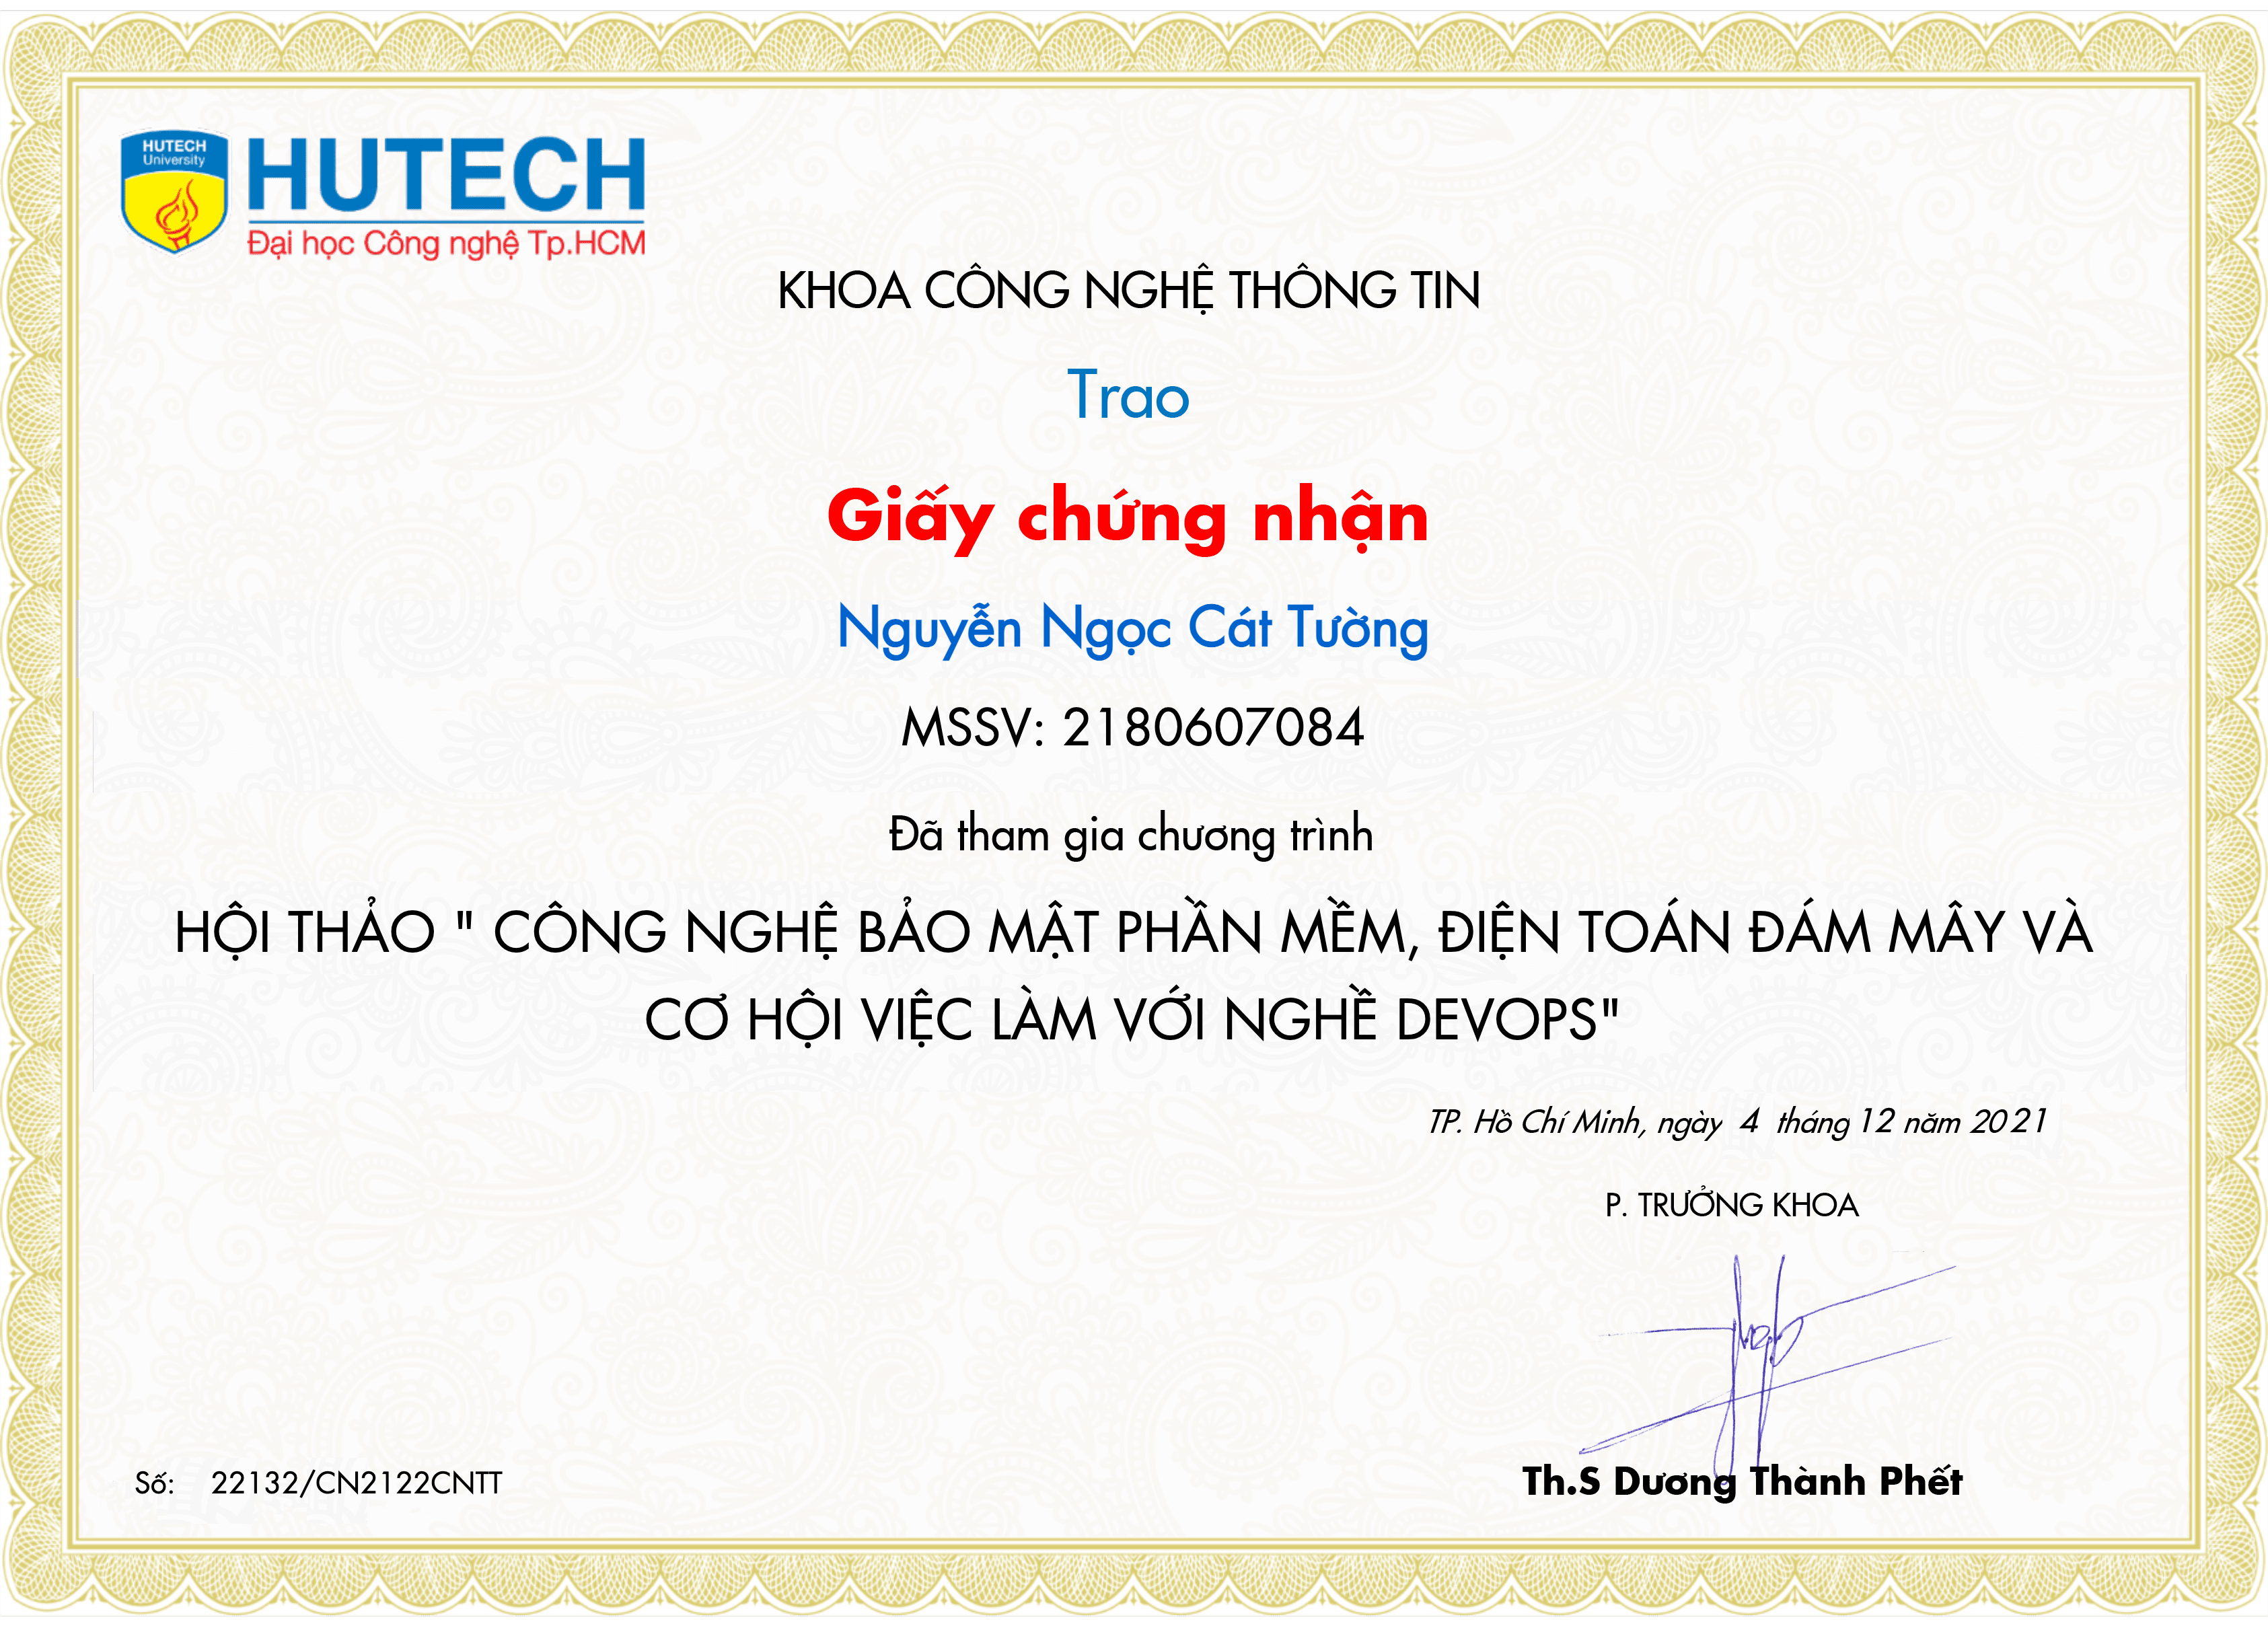 HUTECH
University
HUTECH
Đại học Công nghệ Tp.HCM
KHOA CÔNG NGHỆ THÔNG TIN
Trao
Giấy chứng nhận
Nguyễn Ngọc Cát Tường
MSSV: 2180607084
Đã tham gia chương trình
HỘI THẢO " CÔNG NGHỆ BẢO MẬT PHẦN MỀM, ĐIỆN TOÁN ĐÁM MÂY VÀ
CƠ HỘI VIỆC LÀM VỚI NGHỀ DEVOPS"
TP. Hồ Chí Minh, ngày 4 tháng 12 năm 2021
P. TRƯỞNG KHOA
Th.S Dương Thành Phết
Số: 22132/CN2122CNTT